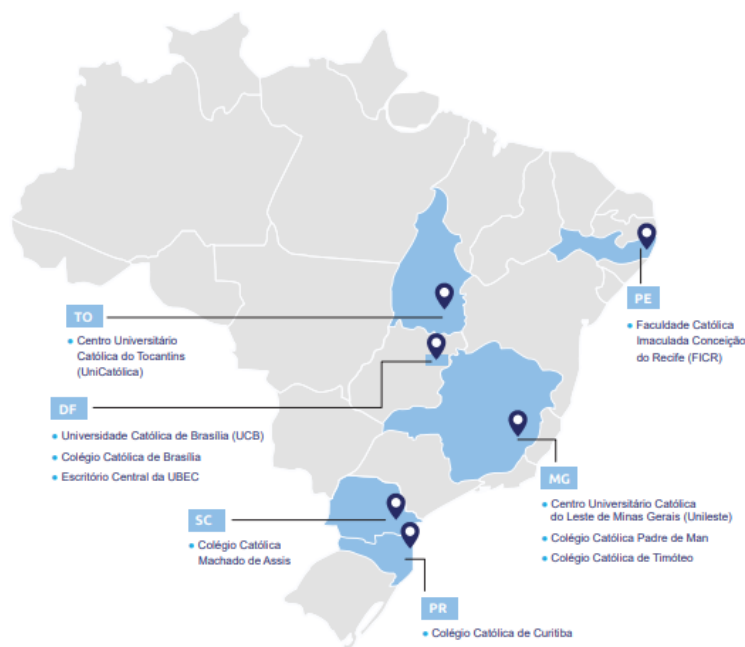 TO
• Centro Universitário
Católica do Tocantins
(UniCatólica)
PE
• Faculdade Católica
Imaculada Conceição
do Recife (FICR)
DF
• Universidade Católica de Brasília (UCB)
• Colégio Católica de Brasília
• Escritório Central da UBEC
MG
• Centro Universitário Católica
do Leste de Minas Gerais (Unileste)
• Colégio Católica Padre de Man
• Colégio Católica de Timóteo
SC
• Colégio Católica
Machado de Assis
PR
• Colégio Católica de Curitiba